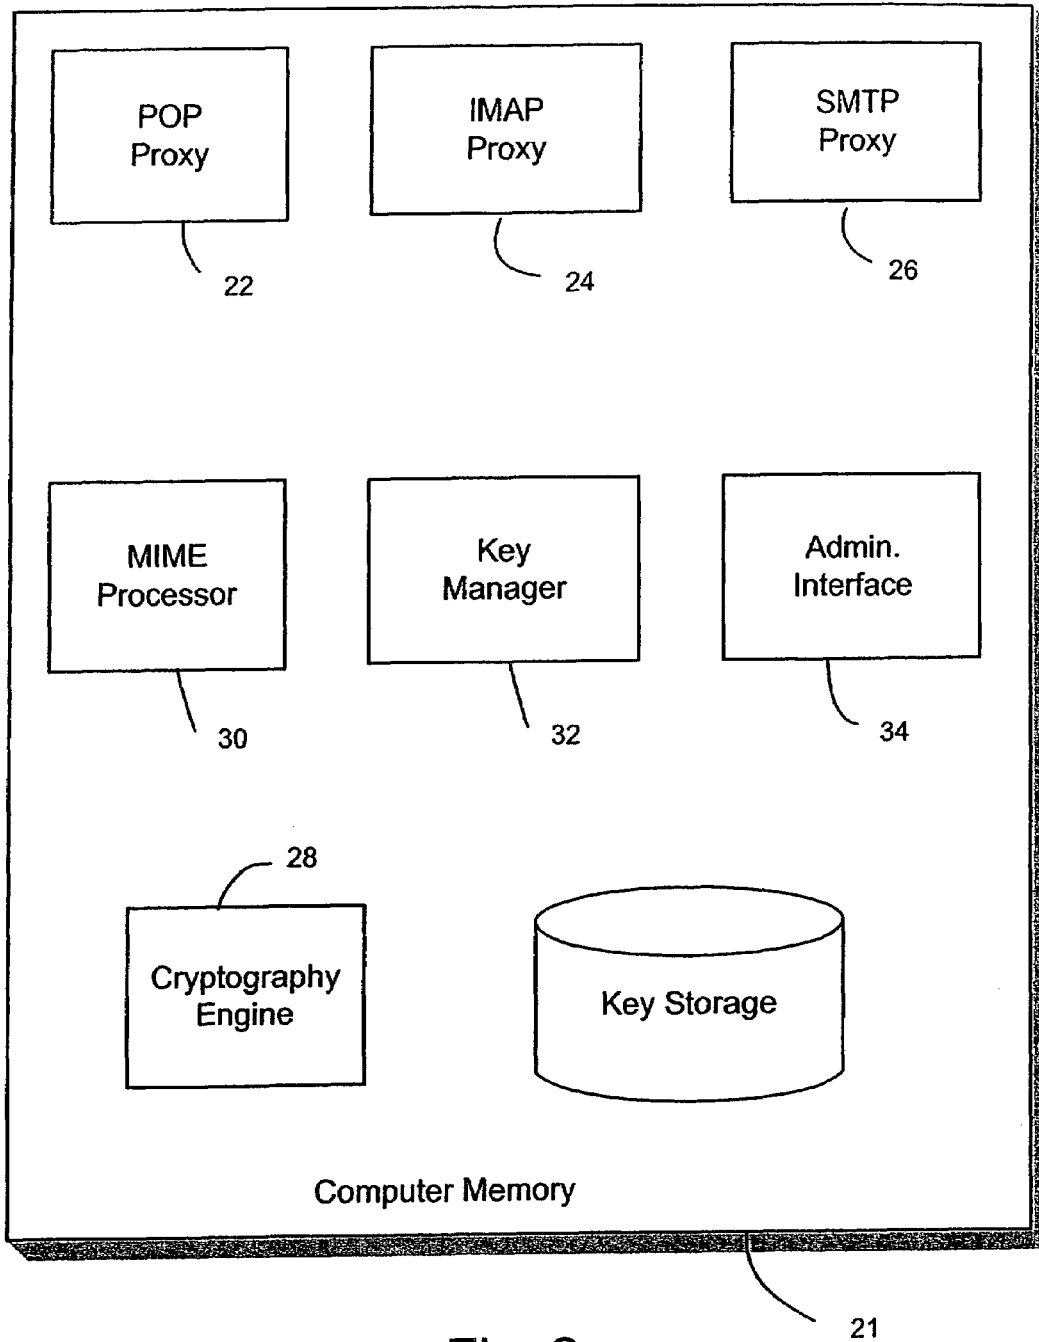 POP
Proxy
IMAP
Proxy
SMTP
Proxy
22
24
26
MIME
Processor
Key
Manager
Admin.
Interface
30
32
34
28
Cryptography
Engine
Key Storage
Computer Memory
21